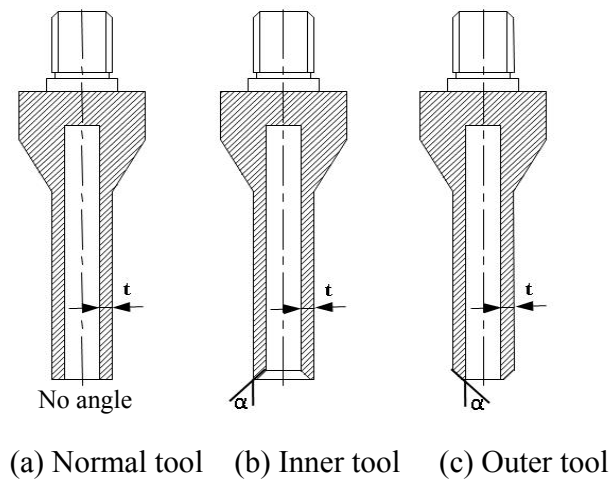 t t t
No angle α α
(a) Normal tool (b) Inner tool (c) Outer tool